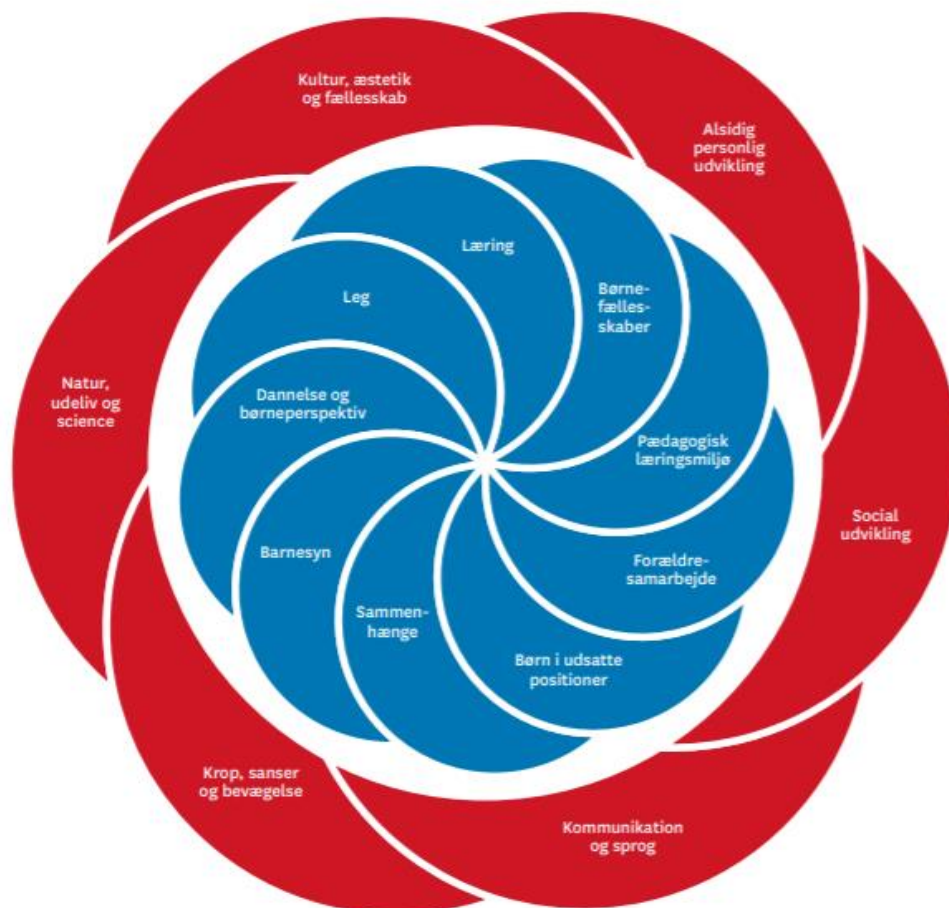 Kultur, æstetik
og fællesskab
Alsidig
personlig
udvikling
Social
udvikling
Kommunikation
og sprog
Krop, sanser
og bevægelse
Natur,
udeliv og
science
Læring
Børne-
fælles-
skaber
Pædagogisk
læringsmiljø
Forældre-
samarbejde
Børn i udsatte
positioner
Sammen-
hænge
Barnesyn
Dannelse og
børneperspektiv
Leg